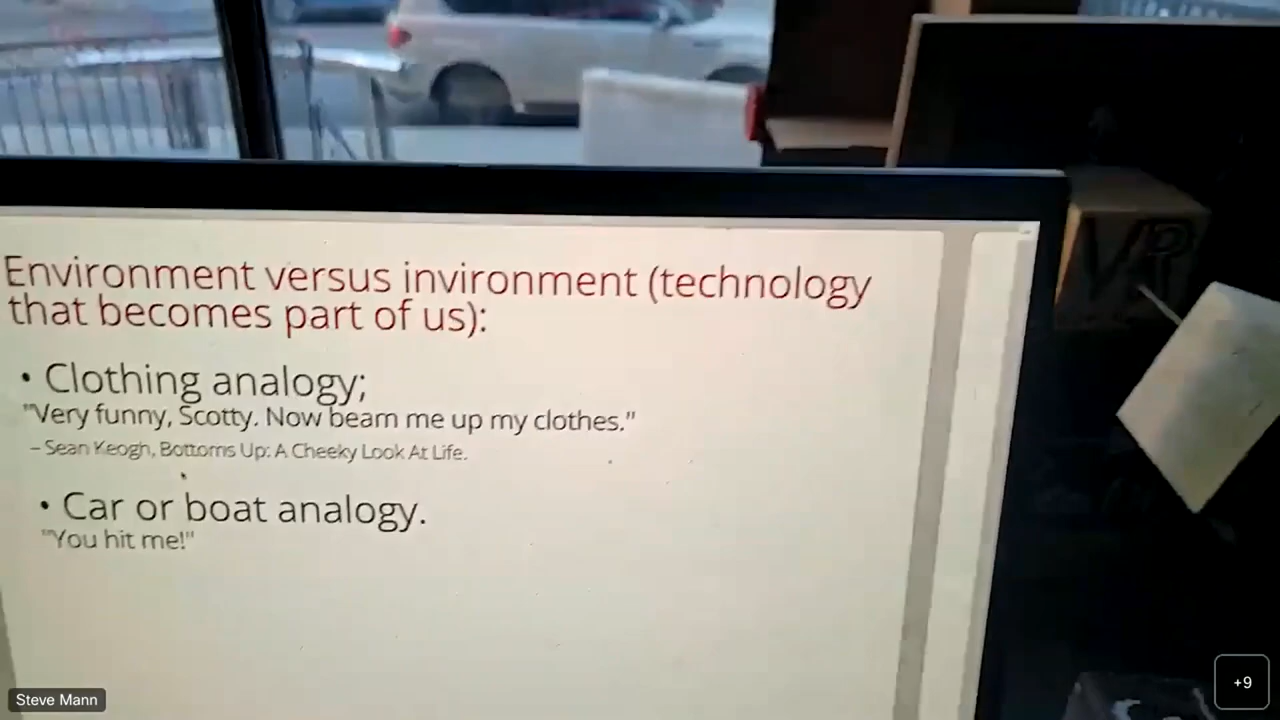 Environment versus invironment (technology
that becomes part of us):
• Clothing analogy;
"Very funny, Scotty. Now beam me up my clothes."
– Sean Keogh, Bottoms Up: A Cheeky Look At Life.
• Car or boat analogy.
"You hit me!"
VR
Steve Mann
+9